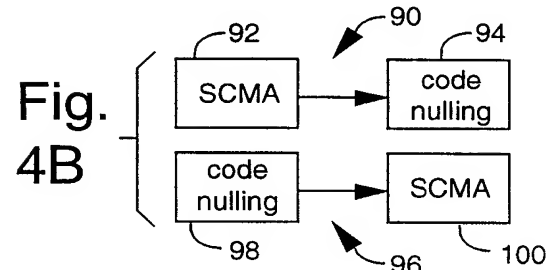 Fig.
4B
92
90
94
SCMA
code
nulling
code
nulling
SCMA
98
96
100